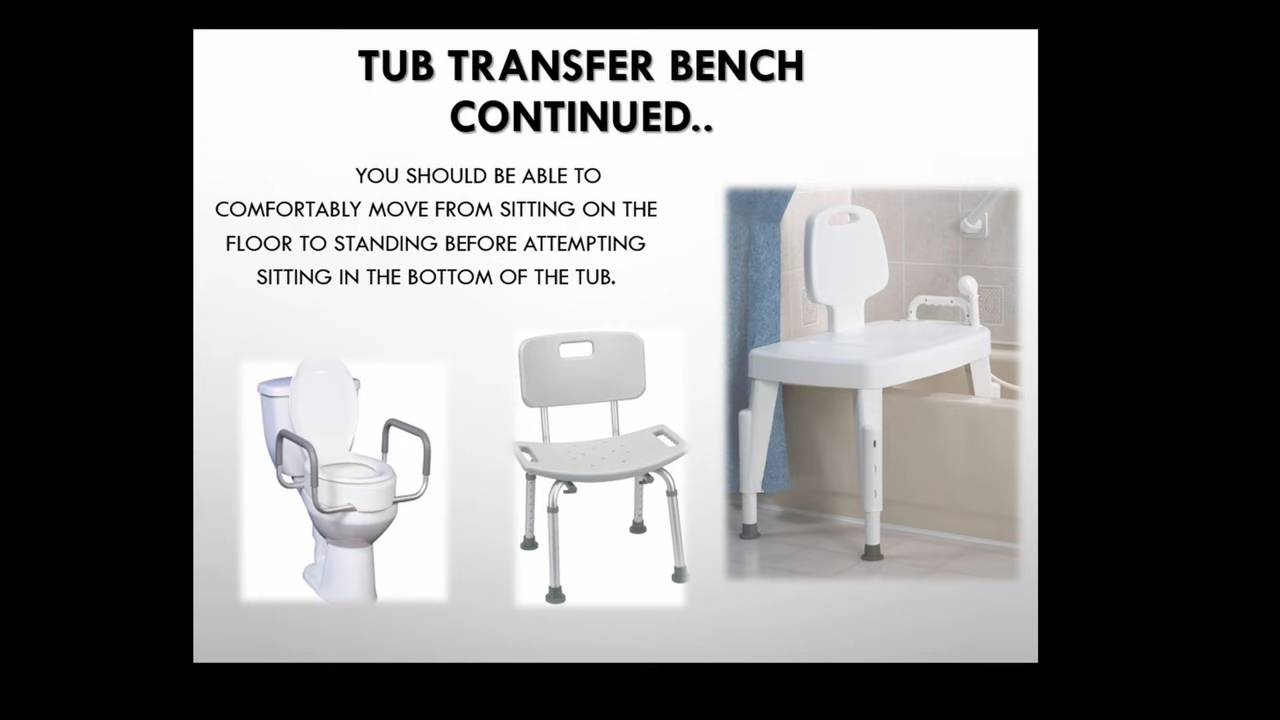 TUB TRANSFER BENCH
CONTINUED..
YOU SHOULD BE ABLE TO
COMFORTABLY MOVE FROM SITTING ON THE
FLOOR TO STANDING BEFORE ATTEMPTING
SITTING IN THE BOTTOM OF THE TUB.